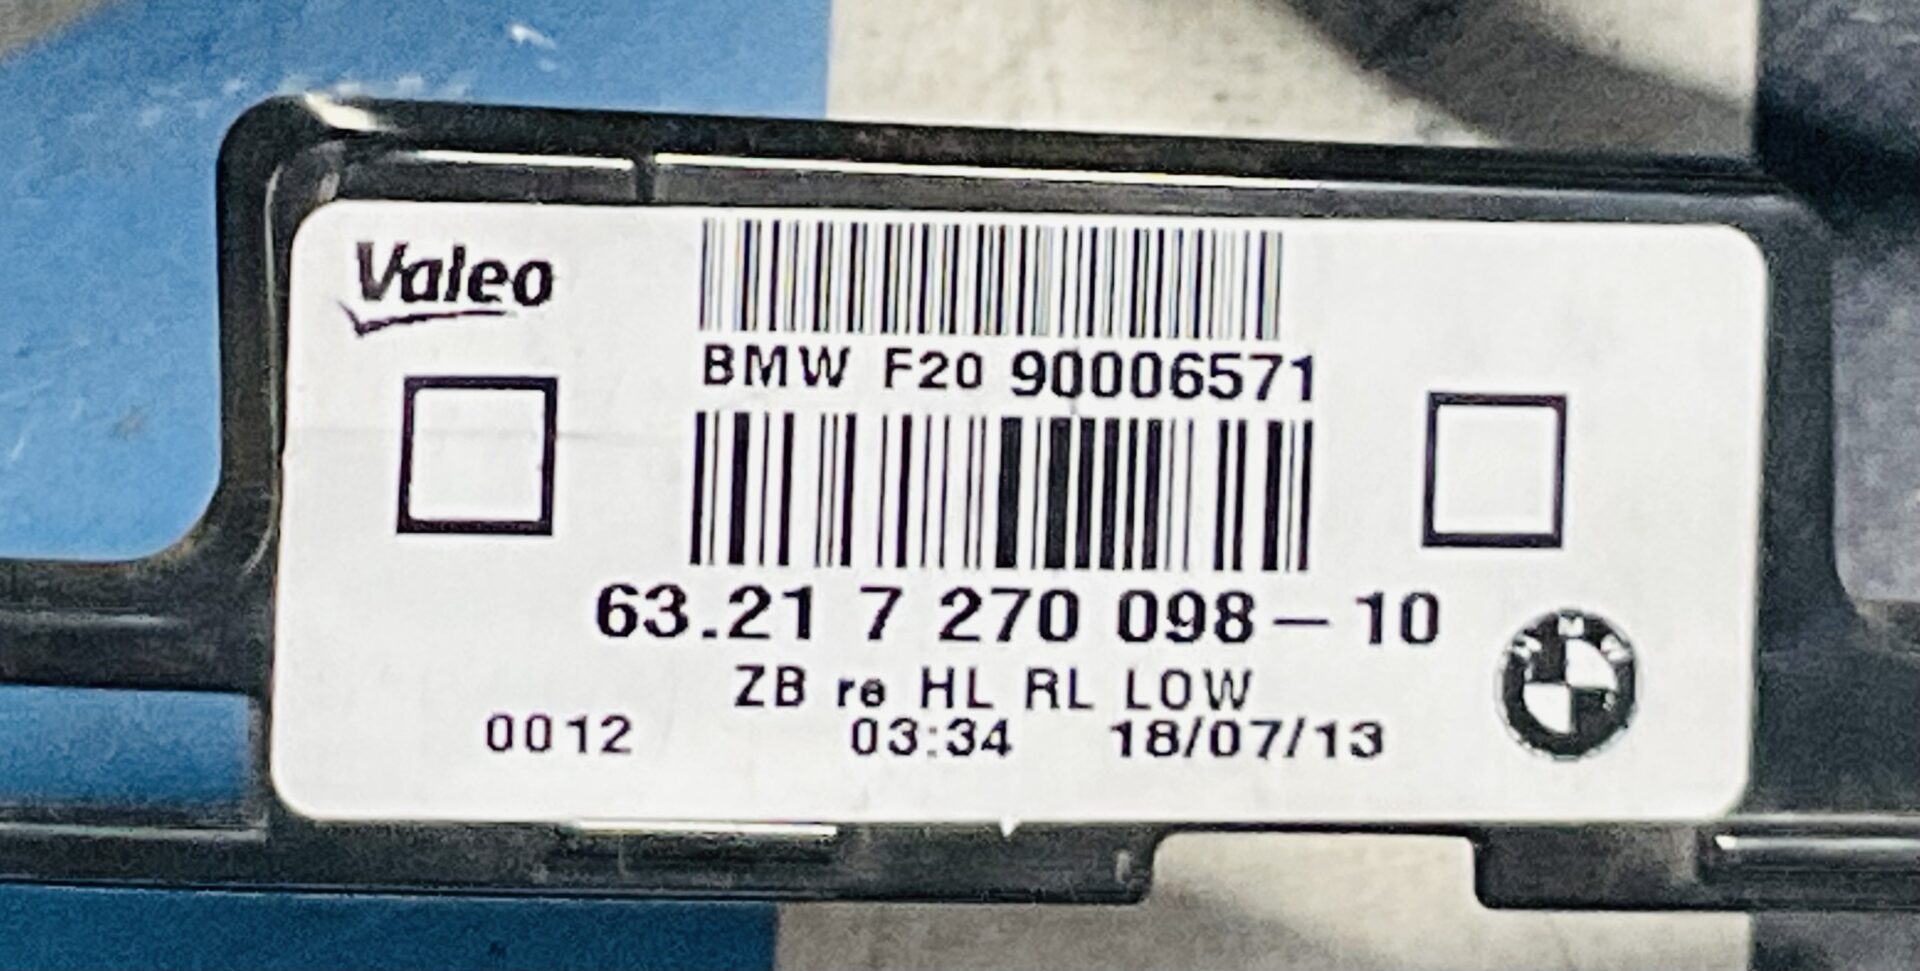 Valeo
BMW F20 90006571
63.21 7 270 098-10
ZB re HL RL LOW
0012 03:34 18/07/13
BMW